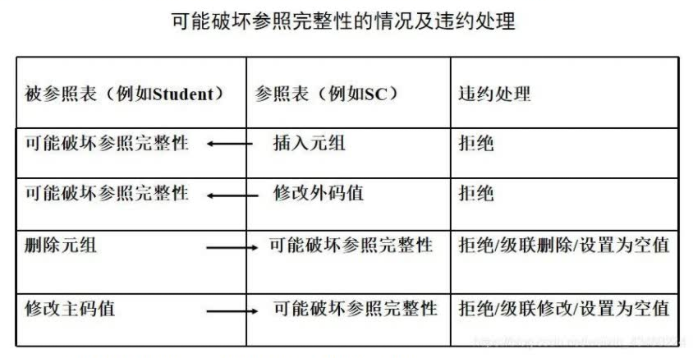 可能破坏参照完整性的情况及违约处理
被参照表（例如Student） 参照表（例如SC） 违约处理
可能破坏参照完整性 插入元组 拒绝
可能破坏参照完整性 修改外码值 拒绝
删除元组 可能破坏参照完整性 拒绝/级联删除/设置为空值
修改主码值 可能破坏参照完整性 拒绝/级联修改/设置为空值